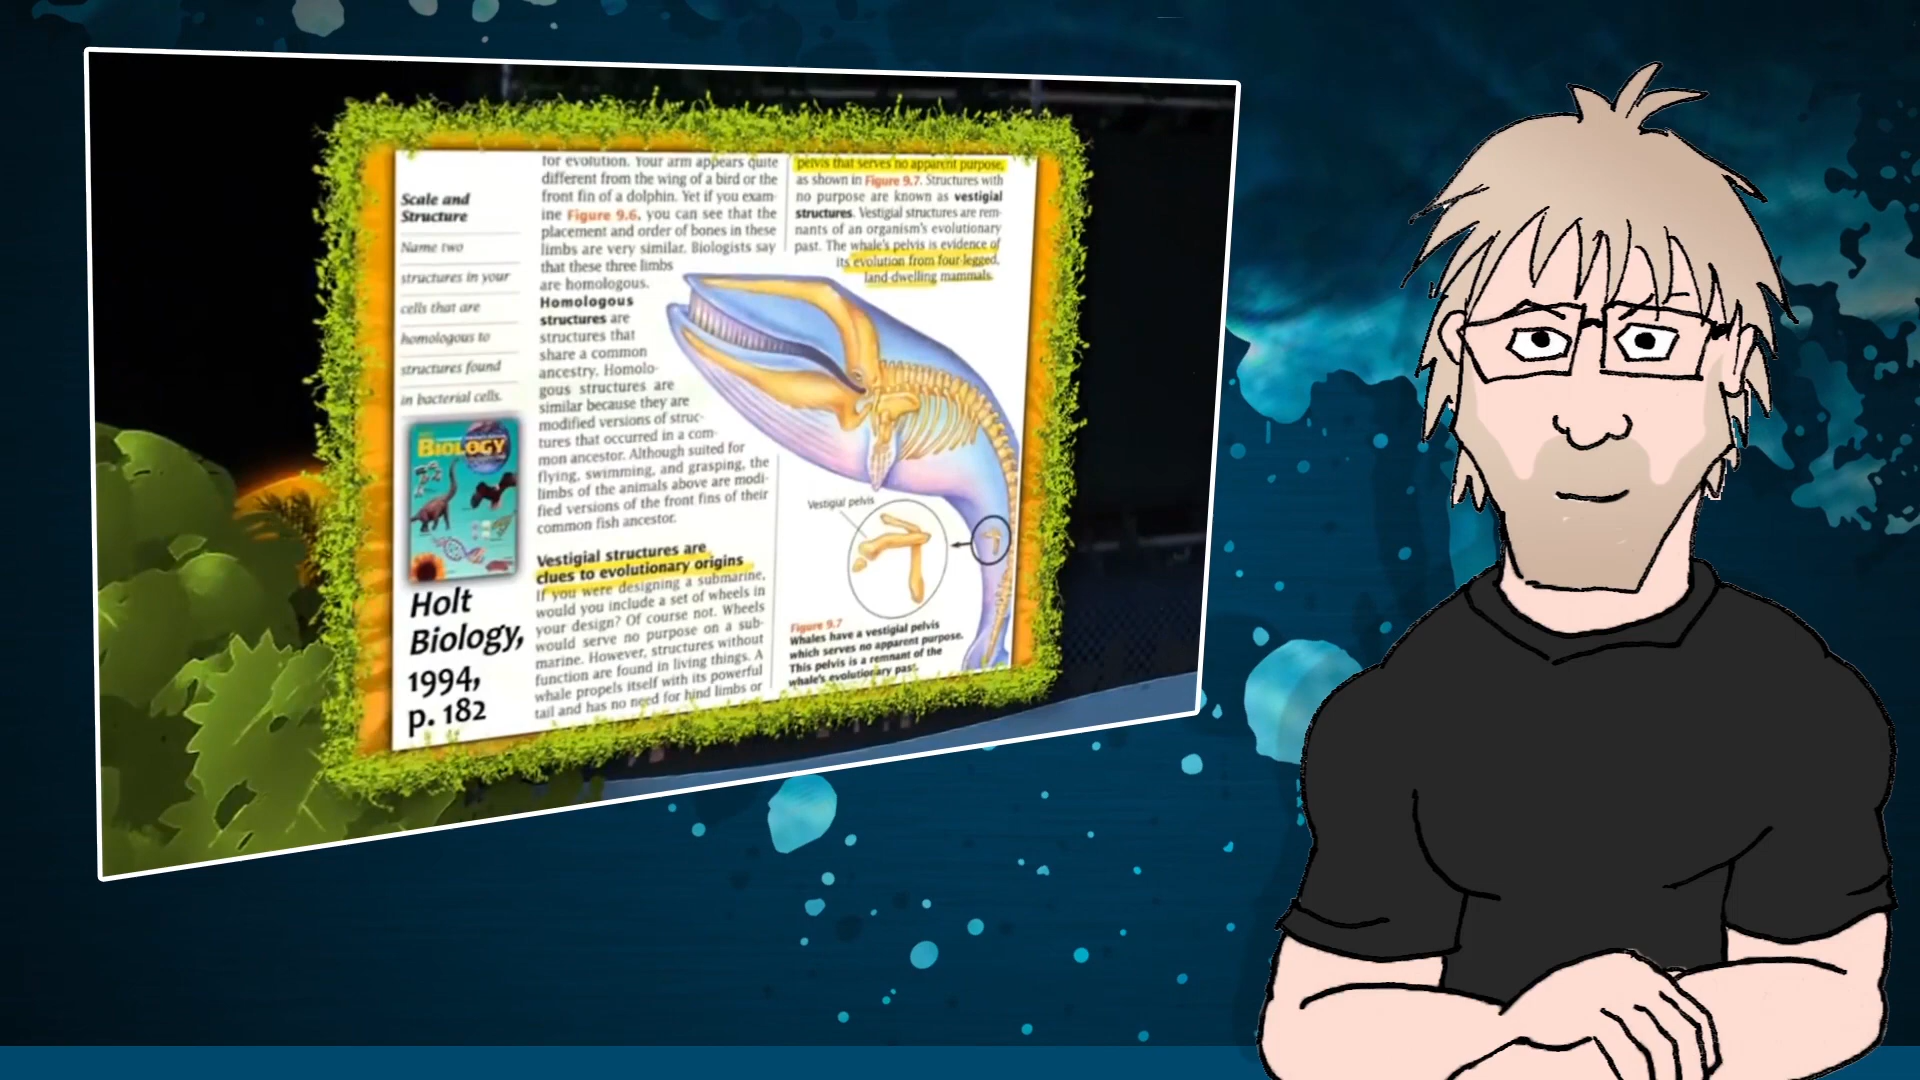 Scale and
Structure
Name two
structures in your
cells that are
homologous to
structures found
in bacterial cells.
BIOLOGY
Holt
Biology,
1994,
p. 182
for evolution. Your arm appears quite
different from the wing of a bird or the
front fin of a dolphin. Yet if you exam-
ine Figure 9.6, you can see that the
placement and order of bones in these
limbs are very similar. Biologists say
that these three limbs
are homologous.
Homologous
structures are
structures that
share a common
ancestry. Homolo-
gous structures are
similar because they are
modified versions of struc-
tures that occurred in a com-
mon ancestor. Although suited for
flying, swimming, and grasping, the
limbs of the animals above are modi-
fied versions of the front fins of their
common fish ancestor.
Vestigial structures are
clues to evolutionary origins
If you were designing a submarine,
would you include a set of wheels in
your design? Of course not. Wheels
would serve no purpose on a sub-
marine. However, structures without
function are found in living things. A
whale propels itself with its powerful
tail and has no need for hind limbs or
pelvis that serves no apparent purpose,
as shown in Figure 9.7. Structures with
no purpose are known as vestigial
structures. Vestigial structures are rem-
nants of an organism's evolutionary
past. The whale's pelvis is evidence of
its evolution from four-legged,
land-dwelling mammals.
Vestigial pelvis
Figure 9.7
Whales have a vestigial pelvis
which serves no apparent purpose.
This pelvis is a remnant of the
whale's evolutionary past.